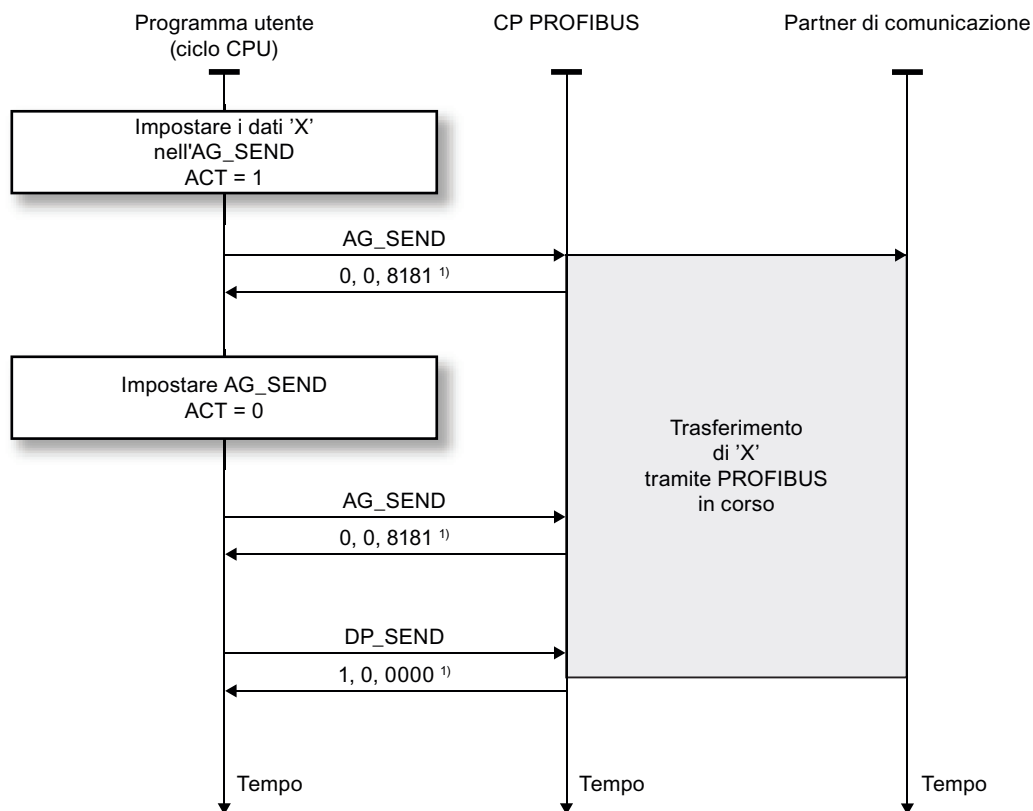 Programma utente
(ciclo CPU)
CP PROFIBUS
Partner di comunicazione
Impostare i dati 'X'
nell'AG_SEND
ACT = 1
AG_SEND
0, 0, 8181 1)
Impostare AG_SEND
ACT = 0
Trasferimento
di 'X'
tramite PROFIBUS
in corso
AG_SEND
0, 0, 8181 1)
DP_SEND
1, 0, 0000 1)
Tempo
Tempo
Tempo